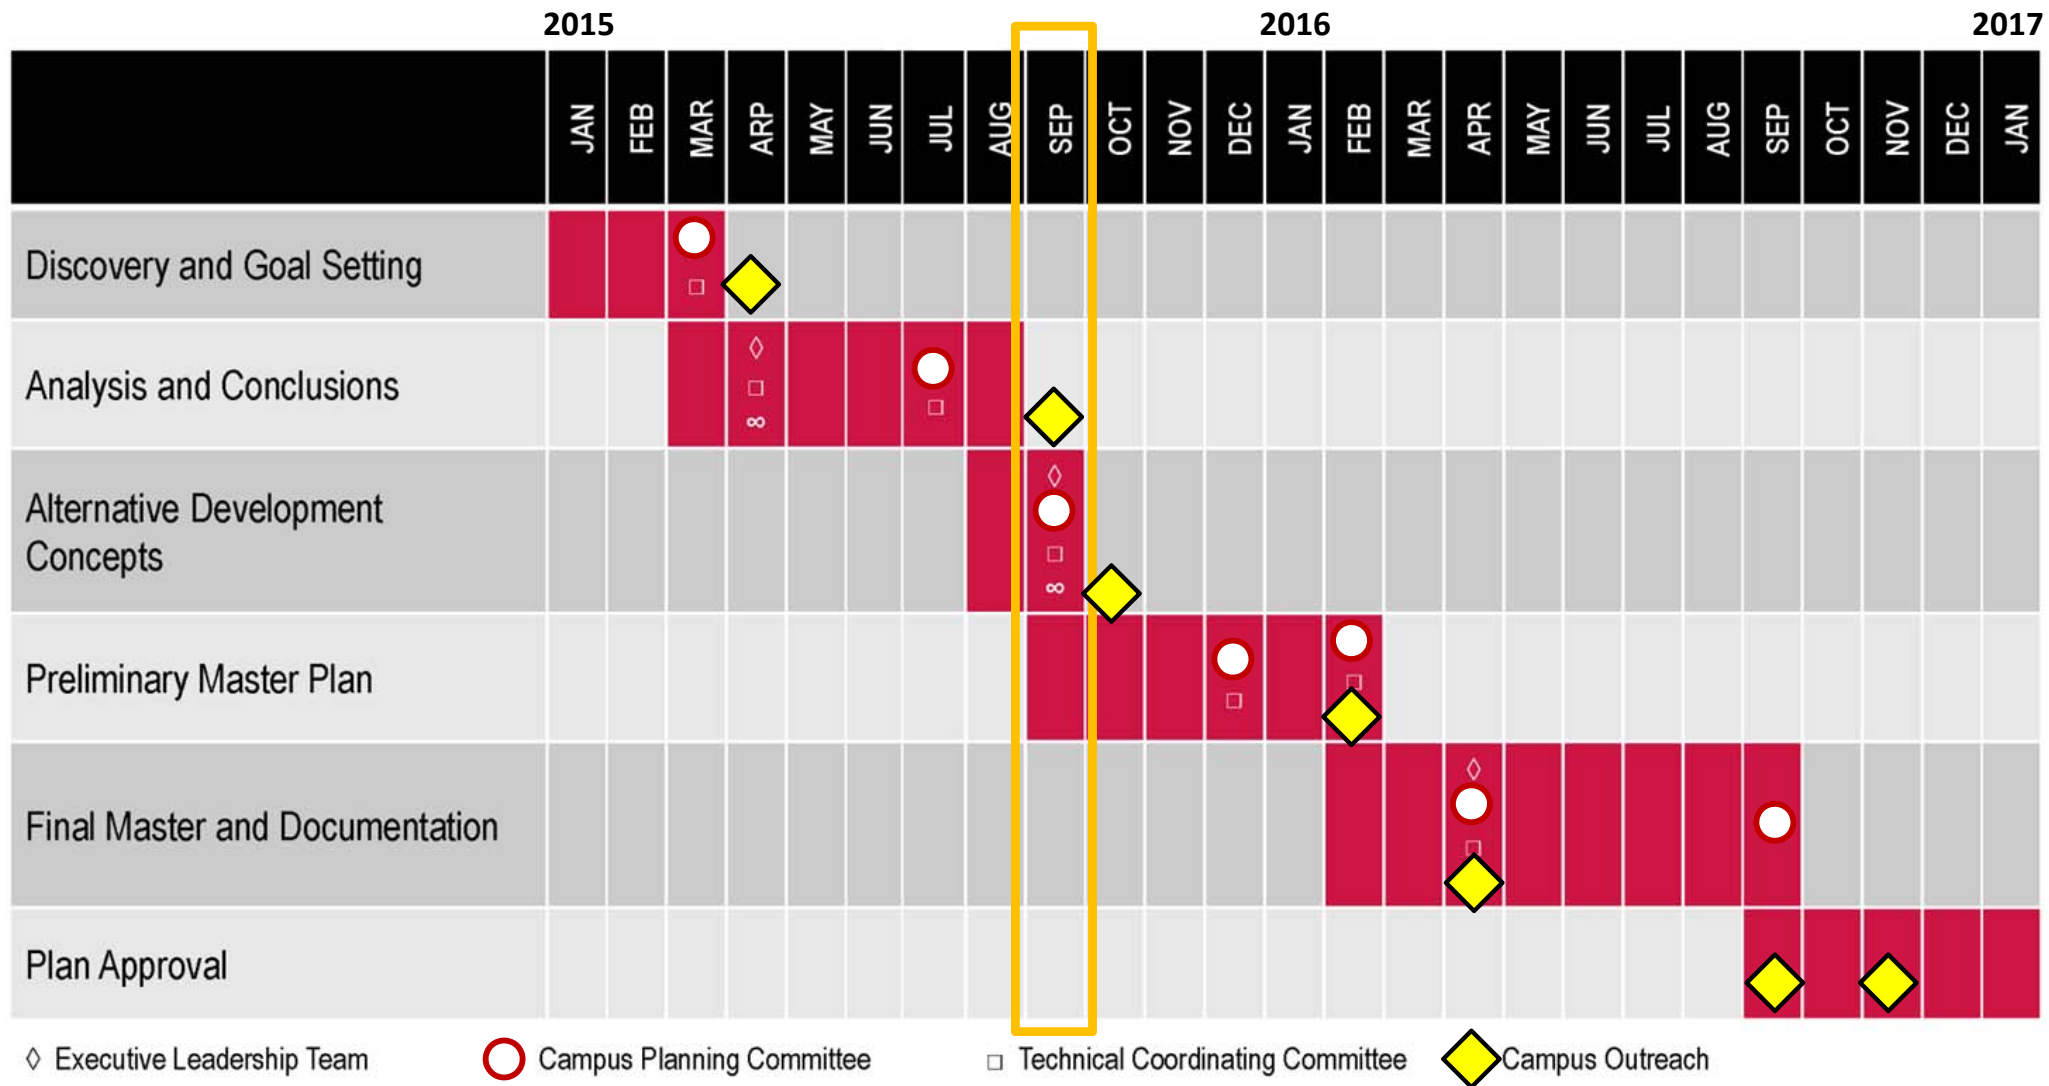 2015 2016 2017
JAN FEB MAR ARP MAY JUN JUL AUG SEP OCT NOV DEC JAN FEB MAR APR MAY JUN JUL AUG SEP OCT NOV DEC JAN
Discovery and Goal Setting
Analysis and Conclusions
Alternative Development
Concepts
Preliminary Master Plan
Final Master and Documentation
Plan Approval
◊ Executive Leadership Team Campus Planning Committee □ Technical Coordinating Committee Campus Outreach